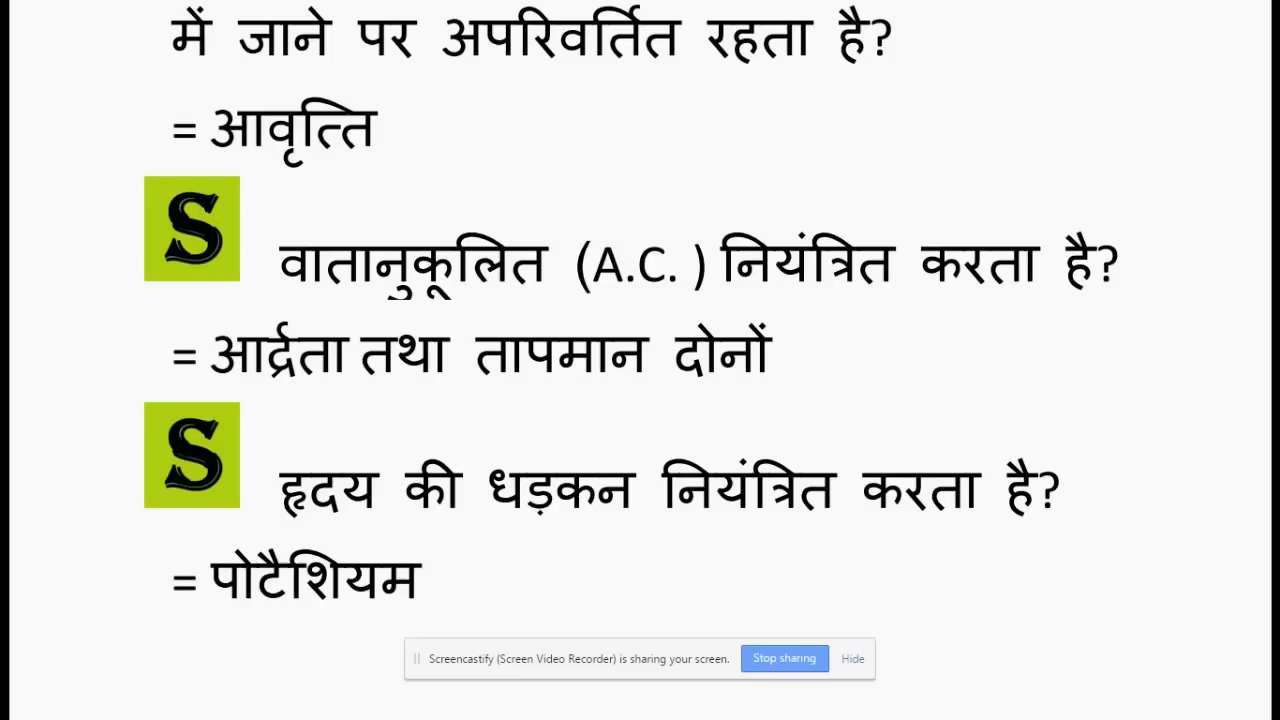 में जाने पर अपरिवर्तित रहता है?
= आवृत्ति
S वातानुकूलित (A.C. ) नियंत्रित करता है?
= आर्द्रता तथा तापमान दोनों
S हृदय की धड़कन नियंत्रित करता है?
= पोटैशियम
Screencastify (Screen Video Recorder) is sharing your screen. Stop sharing Hide